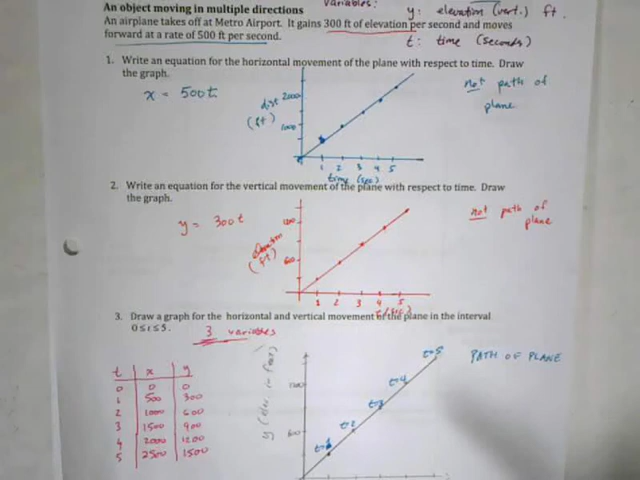 An object moving in multiple directions
variables:
y: elevation (vert.) ft.
An airplane takes off at Metro Airport. It gains 300 ft of elevation per second and moves
forward at a rate of 500 ft per second.
t: time (seconds)
1. Write an equation for the horizontal movement of the plane with respect to time. Draw
the graph.
x = 500t
dist
(ft)
2000
1000
1 2 3 4 5
time (sec)
not path of
plane
2. Write an equation for the vertical movement of the plane with respect to time. Draw
the graph.
y = 300t
elevation
(ft)
1200
600
1 2 3 4 5
not path of
plane
3. Draw a graph for the horizontal and vertical movement of the plane in the interval
0≤t≤5.
3 variables
t x y
0 0 0
1 500 300
2 1000 600
3 1500 900
4 2000 1200
5 2500 1500
1200
600
t=1
t=2
t=3
t=4
t=5
PATH OF PLANE